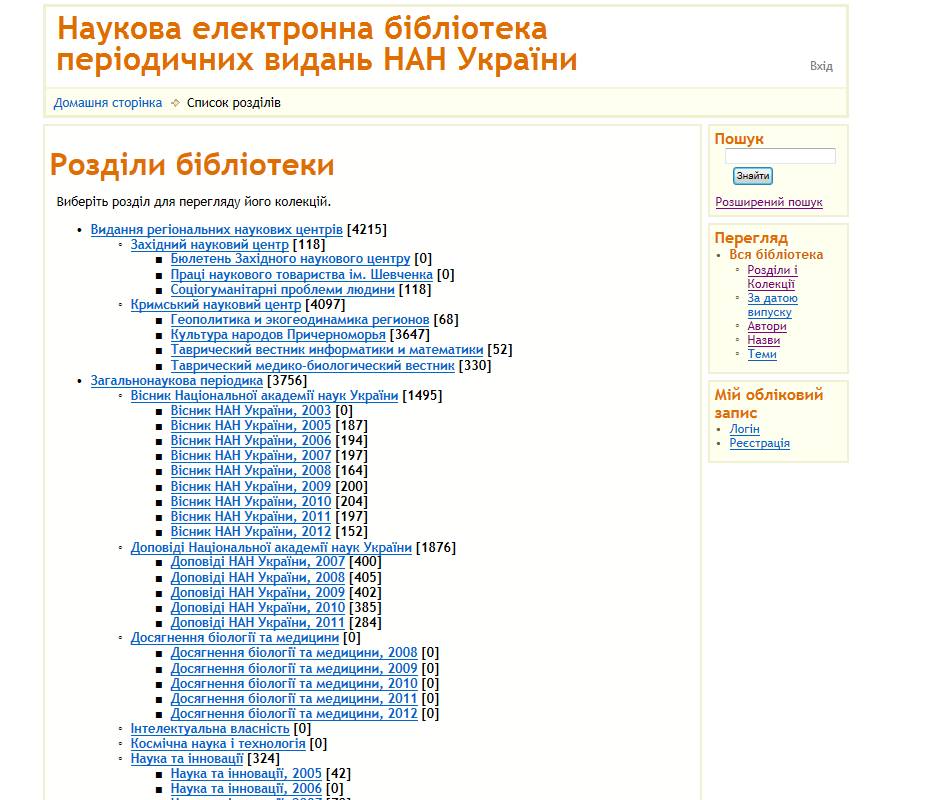 Наукова електронна бібліотека
періодичних видань НАН України
Вхід
Домашня сторінка
Список розділів
Розділи бібліотеки
Виберіть розділ для перегляду його колекцій.
Видання регіональних наукових центрів [4215]
Західний науковий центр [118]
Бюлетень Західного наукового центру [0]
Праці наукового товариства ім. Шевченка [0]
Соціогуманітарні проблеми людини [118]
Кримський науковий центр [4097]
Геополитика и экогеодинамика регионов [68]
Культура народов Причерноморья [3647]
Таврический вестник информатики и математики [52]
Таврический медико-биологический вестник [330]
Загальнонаукова періодика [3756]
Вісник Національної академії наук України [1495]
Вісник НАН України, 2003 [0]
Вісник НАН України, 2005 [187]
Вісник НАН України, 2006 [194]
Вісник НАН України, 2007 [197]
Вісник НАН України, 2008 [164]
Вісник НАН України, 2009 [200]
Вісник НАН України, 2010 [204]
Вісник НАН України, 2011 [197]
Вісник НАН України, 2012 [152]
Доповіді Національної академії наук України [1876]
Доповіді НАН України, 2007 [400]
Доповіді НАН України, 2008 [405]
Доповіді НАН України, 2009 [402]
Доповіді НАН України, 2010 [385]
Доповіді НАН України, 2011 [284]
Досягнення біології та медицини [0]
Досягнення біології та медицини, 2008 [0]
Досягнення біології та медицини, 2009 [0]
Досягнення біології та медицини, 2010 [0]
Досягнення біології та медицини, 2011 [0]
Досягнення біології та медицини, 2012 [0]
Інтелектуальна власність [0]
Космічна наука і технологія [0]
Наука та інновації [324]
Наука та інновації, 2005 [42]
Наука та інновації, 2006 [0]
Пошук
Знайти
Розширений пошук
Перегляд
Вся бібліотека
Розділи і
Колекції
За датою
випуску
Автори
Назви
Теми
Мій обліковий
запис
Логін
Реєстрація